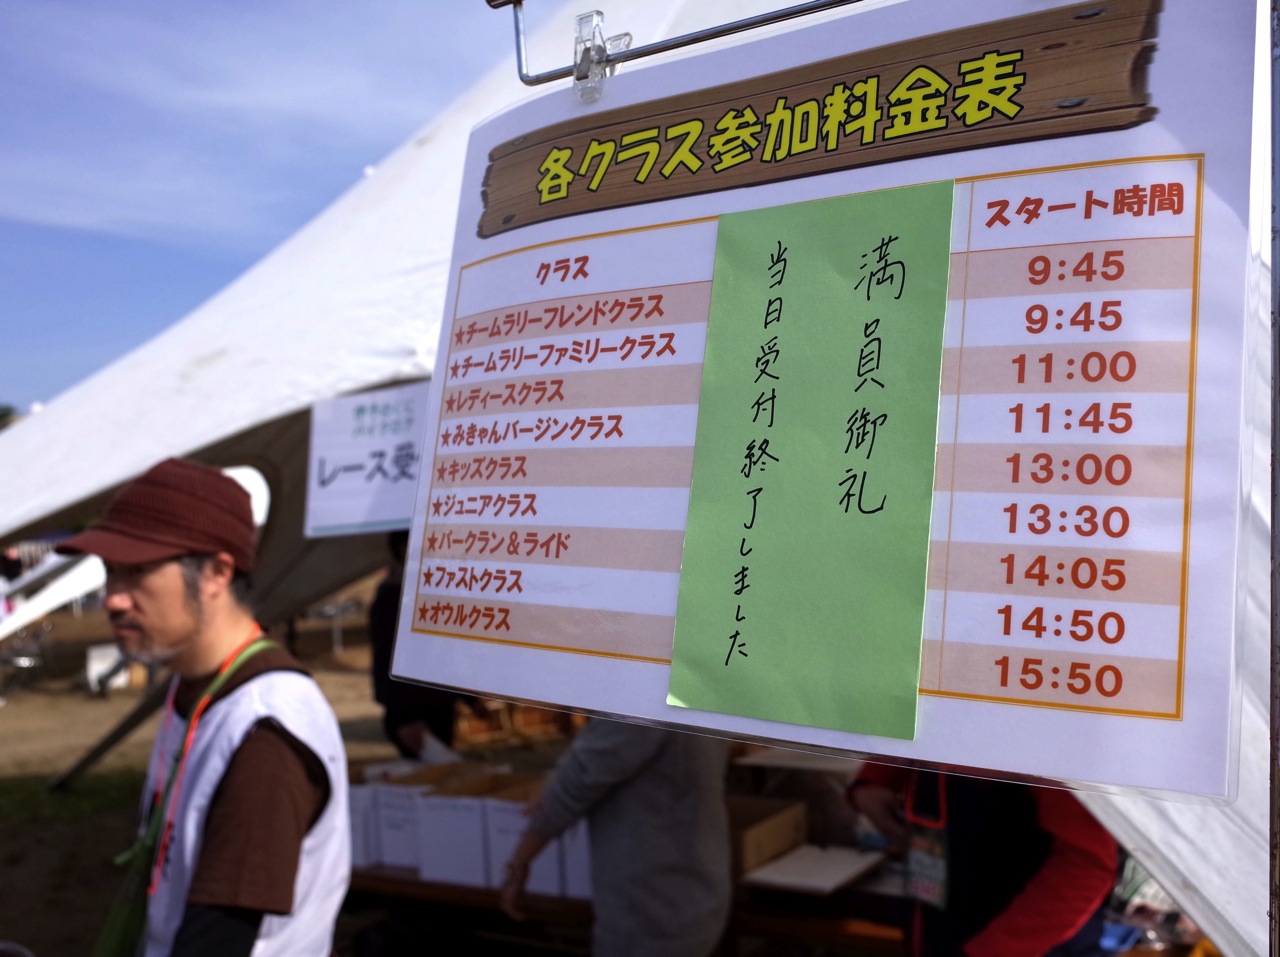 各クラス参加料金表
クラス
スタート時間
★チームラリーフレンドクラス
9:45
★チームラリーファミリークラス
9:45
★レディースクラス
11:00
★みきゃんバージンクラス
11:45
★キッズクラス
13:00
★ジュニアクラス
13:30
★パークラン&ライド
14:05
★ファストクラス
14:50
★オウルクラス
15:50
満員御礼
当日受付終了しました
レース受